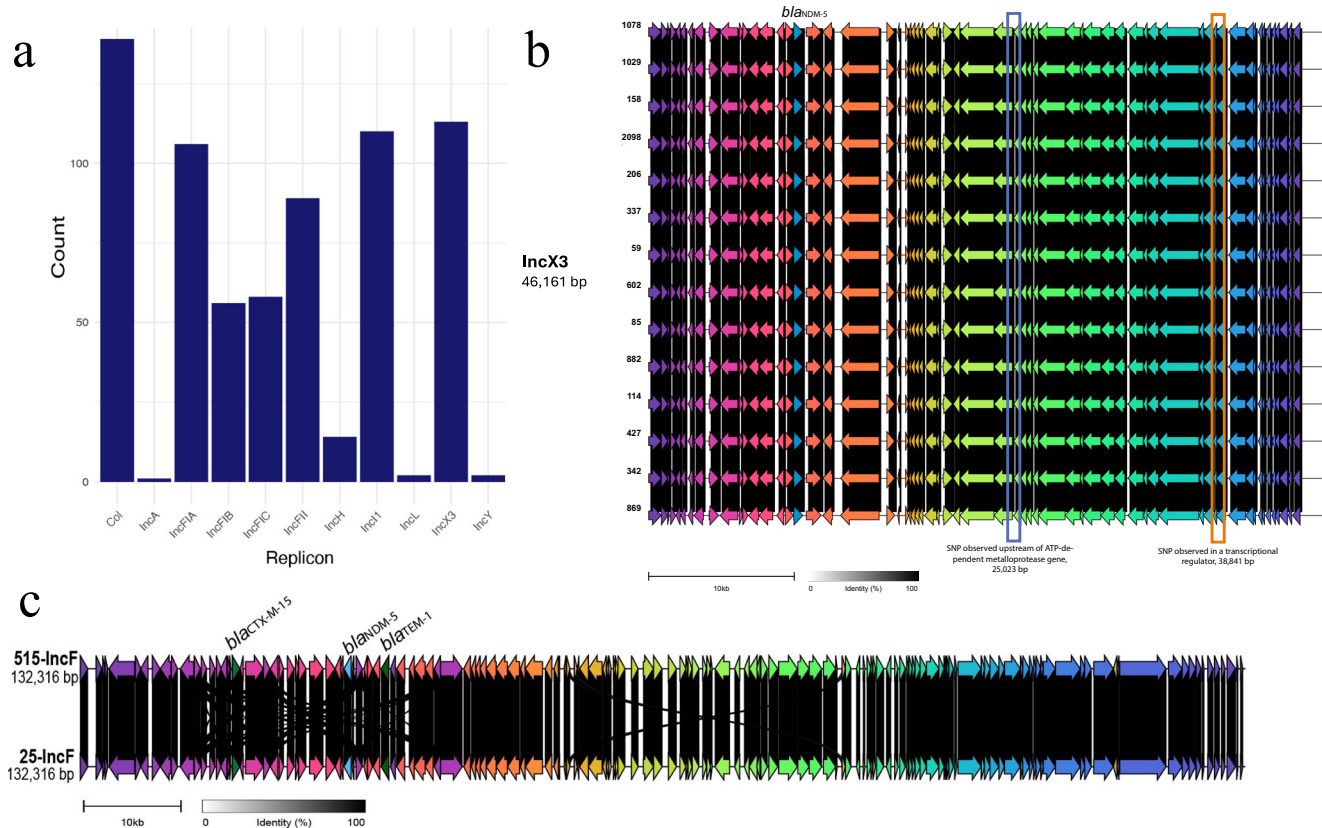 a
Count
100
50
0
Col
IncA
IncFIA
IncFIB
IncFIC
IncFII
IncH
IncI1
IncL
IncX3
IncY
Replicon
b
blaNDM-5
IncX3
46,161 bp
1078
1029
158
2098
206
337
59
602
85
882
114
427
342
869
SNP observed upstream of ATP-de-
pendent metalloprotease gene,
25,023 bp
SNP observed in a transcriptional
regulator, 38,841 bp
10kb
0
Identity (%)
100
c
blaCTX-M-15
blaNDM-5
blaTEM-1
515-IncF
132,316 bp
25-IncF
132,316 bp
10kb
0
Identity (%)
100